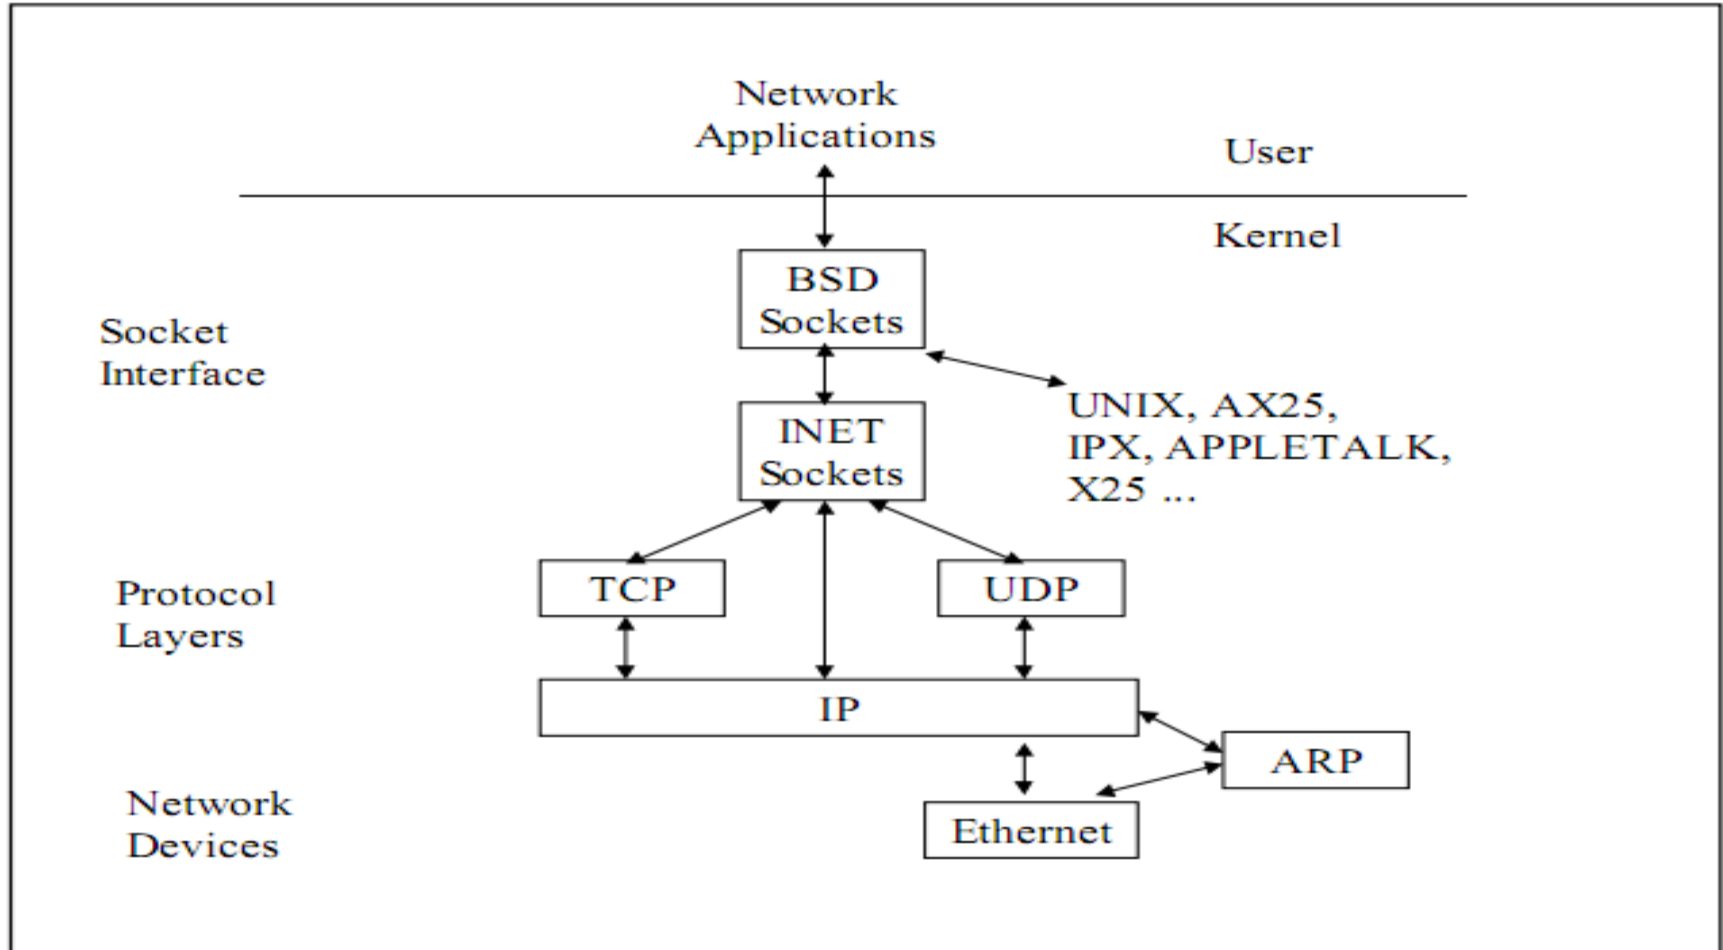 Network
Applications
User
Kernel
BSD
Sockets
Socket
Interface
UNIX, AX25,
IPX, APPLETALK,
X25 ...
INET
Sockets
Protocol
Layers
TCP
UDP
IP
ARP
Network
Devices
Ethernet